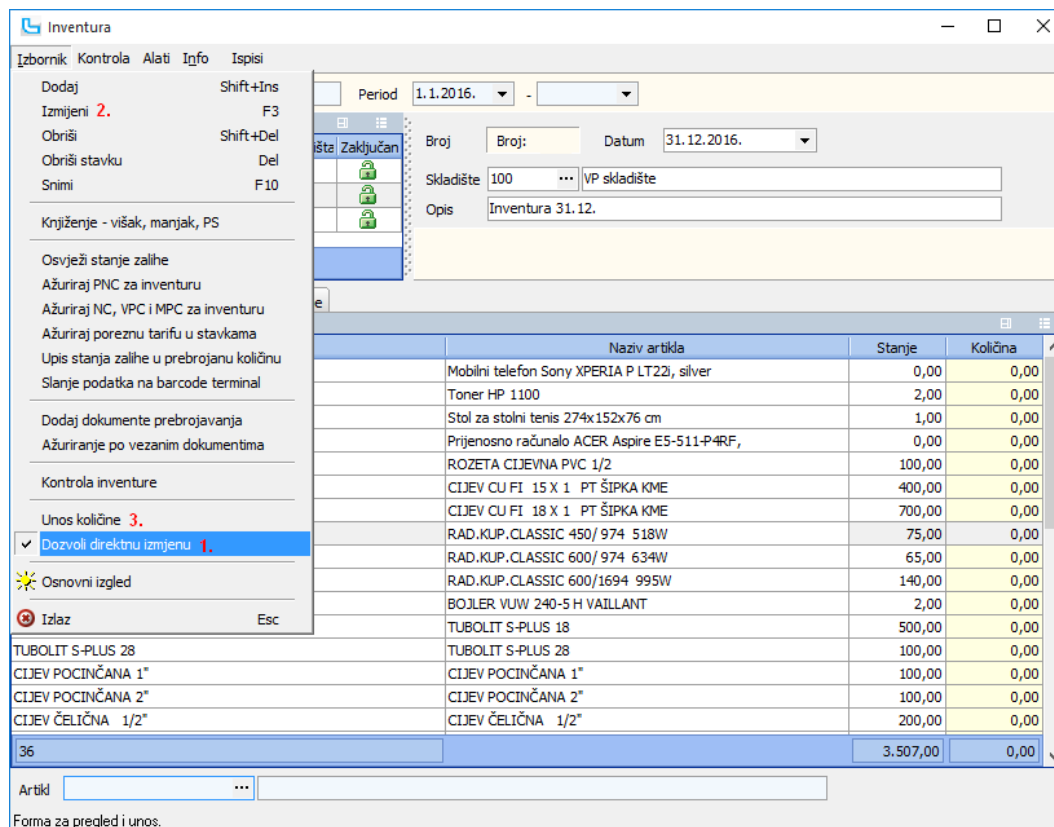 Inventura
Izbornik Kontrola Alati Info Ispisi
Dodaj Shift+Ins
Izmijeni 2. F3
Obriši Shift+Del
Obriši stavku Del
Snimi F10
Knjiženje - višak, manjak, PS
Osvježi stanje zalihe
Ažuriraj PNC za inventuru
Ažuriraj NC, VPC i MPC za inventuru
Ažuriraj poreznu tarifu u stavkama
Upis stanja zalihe u prebrojanu količinu
Slanje podatka na barcode terminal
Dodaj dokumente prebrojavanja
Ažuriranje po vezanim dokumentima
Kontrola inventure
Unos količine 3.
Dozvoli direktnu izmjenu 1.
Osnovni izgled
Izlaz Esc
Period 1.1.2016. -
Zaključan
Broj Broj: Datum 31.12.2016.
Skladište 100 ... VP skladište
Opis Inventura 31.12.
Naziv artikla Stanje Količina
Mobilni telefon Sony XPERIA P LT22i, silver 0,00 0,00
Toner HP 1100 2,00 0,00
Stol za stolni tenis 274x152x76 cm 1,00 0,00
Prijenosno računalo ACER Aspire E5-511-P4RF, 0,00 0,00
ROZETA CIJEVNA PVC 1/2 100,00 0,00
CIJEV CU FI 15 X 1 PT ŠIPKA KME 400,00 0,00
CIJEV CU FI 18 X 1 PT ŠIPKA KME 700,00 0,00
RAD.KUP.CLASSIC 450/ 974 518W 75,00 0,00
RAD.KUP.CLASSIC 600/ 974 634W 65,00 0,00
RAD.KUP.CLASSIC 600/1694 995W 140,00 0,00
BOJLER VUW 240-5 H VAILLANT 2,00 0,00
TUBOLIT S-PLUS 18 500,00 0,00
TUBOLIT S-PLUS 28 TUBOLIT S-PLUS 28 100,00 0,00
CIJEV POCINČANA 1" CIJEV POCINČANA 1" 100,00 0,00
CIJEV POCINČANA 2" CIJEV POCINČANA 2" 100,00 0,00
CIJEV ČELIČNA 1/2" CIJEV ČELIČNA 1/2" 200,00 0,00
36 3.507,00 0,00
Artikl ...
Forma za pregled i unos.